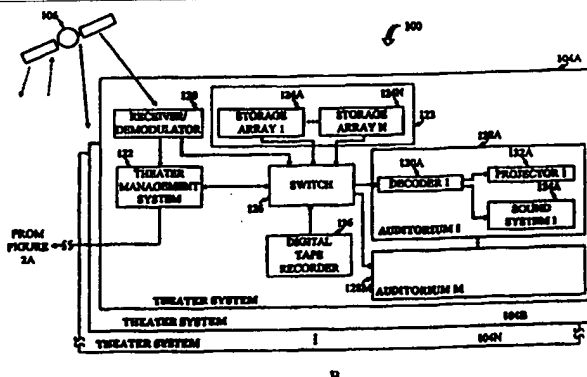 106
100
104A
120
RECEIVER/
DEMODULATOR
124A
STORAGE
ARRAY 1
124N
STORAGE
ARRAY N
123
122
THEATER
MANAGEMENT
SYSTEM
SWITCH
126
128A
130A
DECODER 1
132A
PROJECTOR 1
134A
SOUND
SYSTEM 1
AUDITORIUM 1
FROM
FIGURE
2A
136
DIGITAL
TAPE
RECORDER
128M
AUDITORIUM M
THEATER SYSTEM
THEATER SYSTEM
104B
THEATER SYSTEM
104N